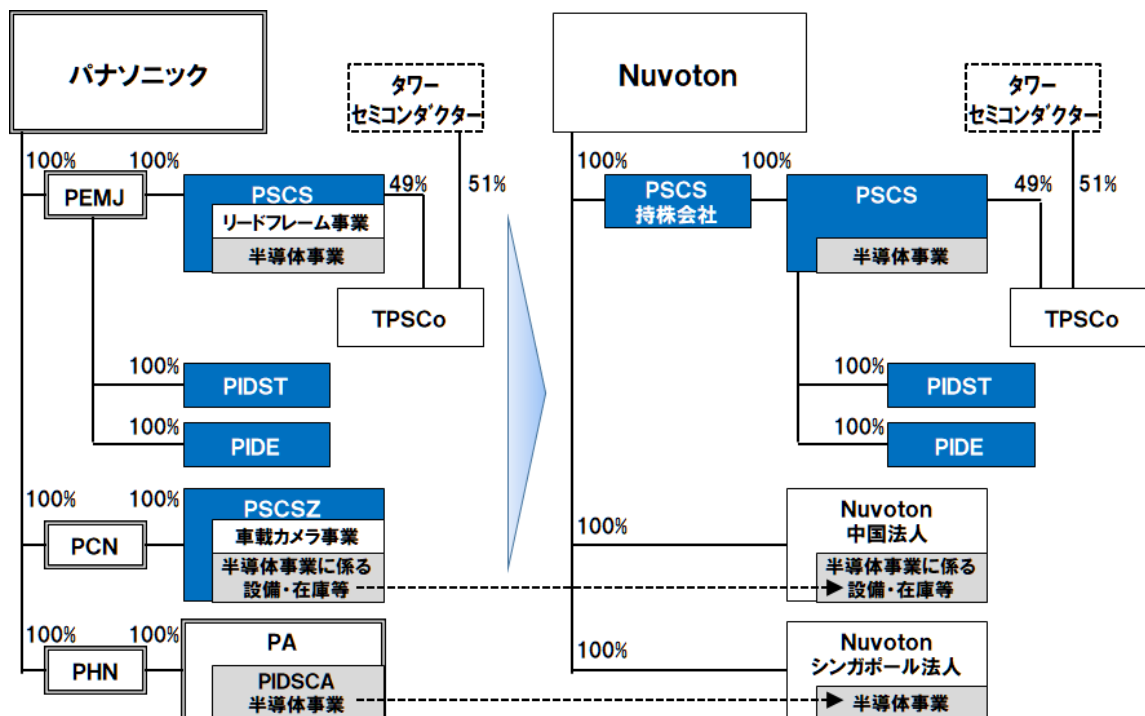 パナソニック
タワー
セミコンダクター
100%
100%
PEMJ
PSCS
リードフレーム事業
半導体事業
49%
51%
TPSCo
100%
PIDST
100%
PIDE
100%
100%
PCN
PSCSZ
車載カメラ事業
半導体事業に係る
設備・在庫等
100%
100%
PHN
PA
PIDSCA
半導体事業
Nuvoton
タワー
セミコンダクター
100%
100%
PSCS
持株会社
PSCS
半導体事業
49%
51%
TPSCo
100%
PIDST
100%
PIDE
100%
Nuvoton
中国法人
半導体事業に係る
設備・在庫等
100%
Nuvoton
シンガポール法人
半導体事業